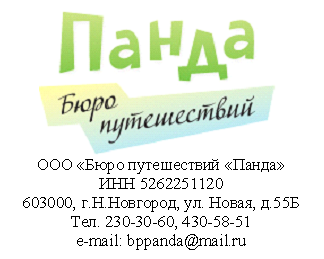 Панда
Бюро
путешествий
ООО «Бюро путешествий «Панда»
ИНН 5262251120
603000, г.Н.Новгород, ул. Новая, д.55Б
Тел. 230-30-60, 430-58-51
e-mail: bppanda@mail.ru